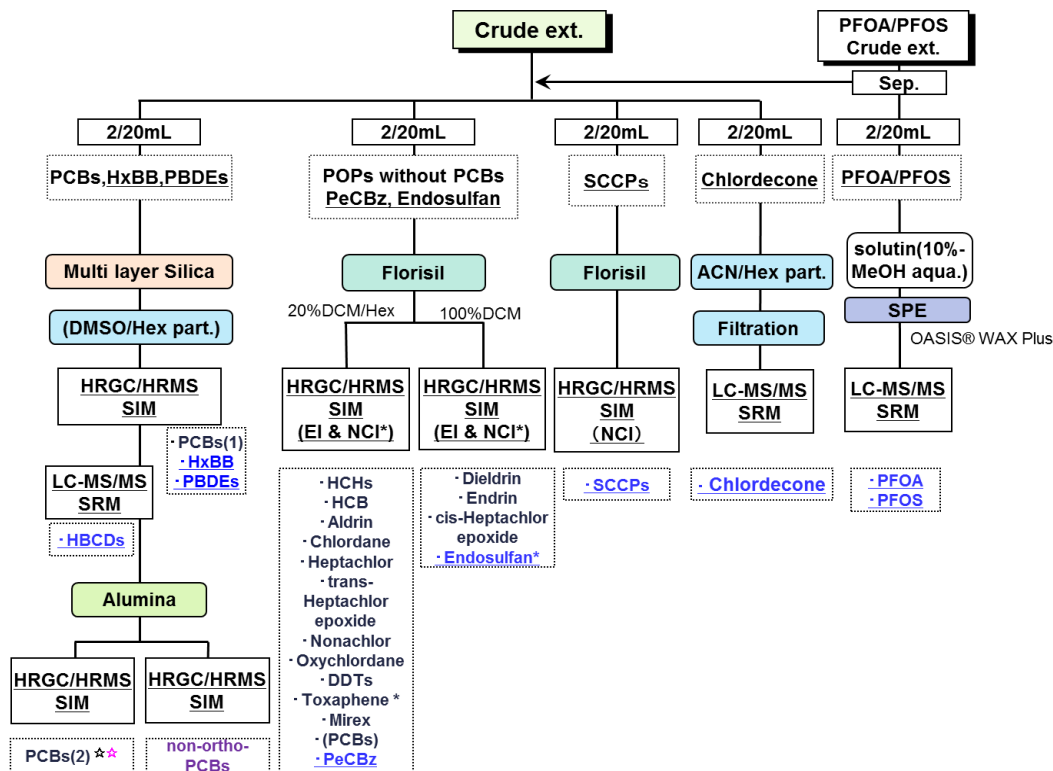 Crude ext.
PFOA/PFOS
Crude ext.
Sep.
2/20mL
2/20mL
2/20mL
2/20mL
2/20mL
PCBs,HxBB,PBDEs
POPs without PCBs
PeCBz, Endosulfan
SCCPs
Chlordecone
PFOA/PFOS
Multi layer Silica
Florisil
Florisil
ACN/Hex part.
solutin(10%-
MeOH aqua.)
(DMSO/Hex part.)
20%DCM/Hex
100%DCM
Filtration
SPE
OASIS® WAX Plus
HRGC/HRMS
SIM
HRGC/HRMS
SIM
(EI & NCI*)
HRGC/HRMS
SIM
(EI & NCI*)
HRGC/HRMS
SIM
（NCI）
LC-MS/MS
SRM
LC-MS/MS
SRM
・PCBs(1)
・HxBB
・PBDEs
LC-MS/MS
SRM
・HBCDs
・HCHs
・HCB
・Aldrin
・Chlordane
・Heptachlor
・trans-
Heptachlor
epoxide
・Nonachlor
・Oxychlordane
・DDTs
・Toxaphene *
・Mirex
・(PCBs)
・PeCBz
・Dieldrin
・Endrin
・cis-Heptachlor
epoxide
・Endosulfan*
・SCCPs
・Chlordecone
・PFOA
・PFOS
Alumina
HRGC/HRMS
SIM
HRGC/HRMS
SIM
PCBs(2) ☆☆
non-ortho-
PCBs